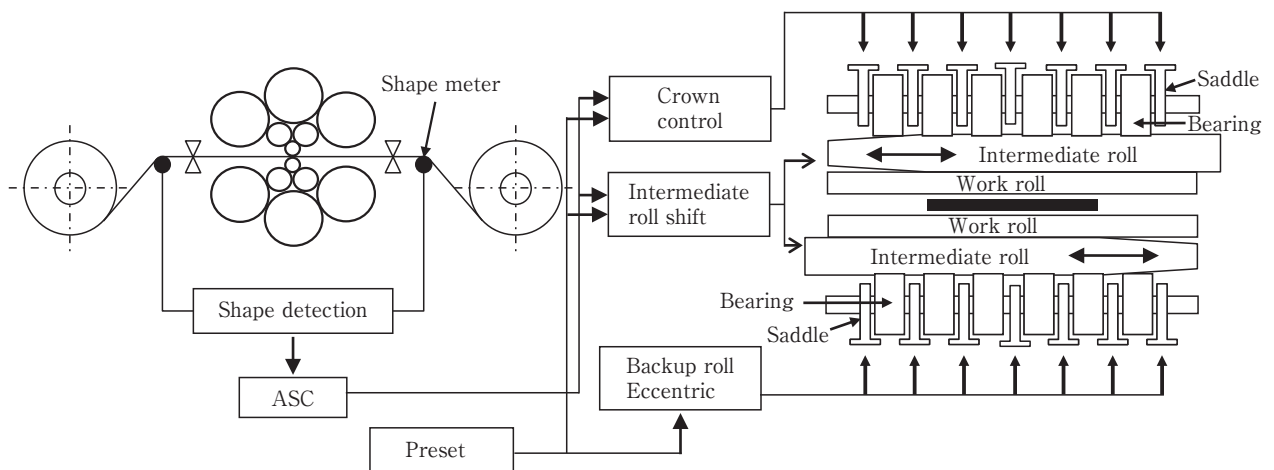 Shape meter
Shape detection
ASC
Preset
Crown
control
Intermediate
roll shift
Backup roll
Eccentric
Saddle
Bearing
Intermediate roll
Work roll
Work roll
Intermediate roll
Bearing
Saddle